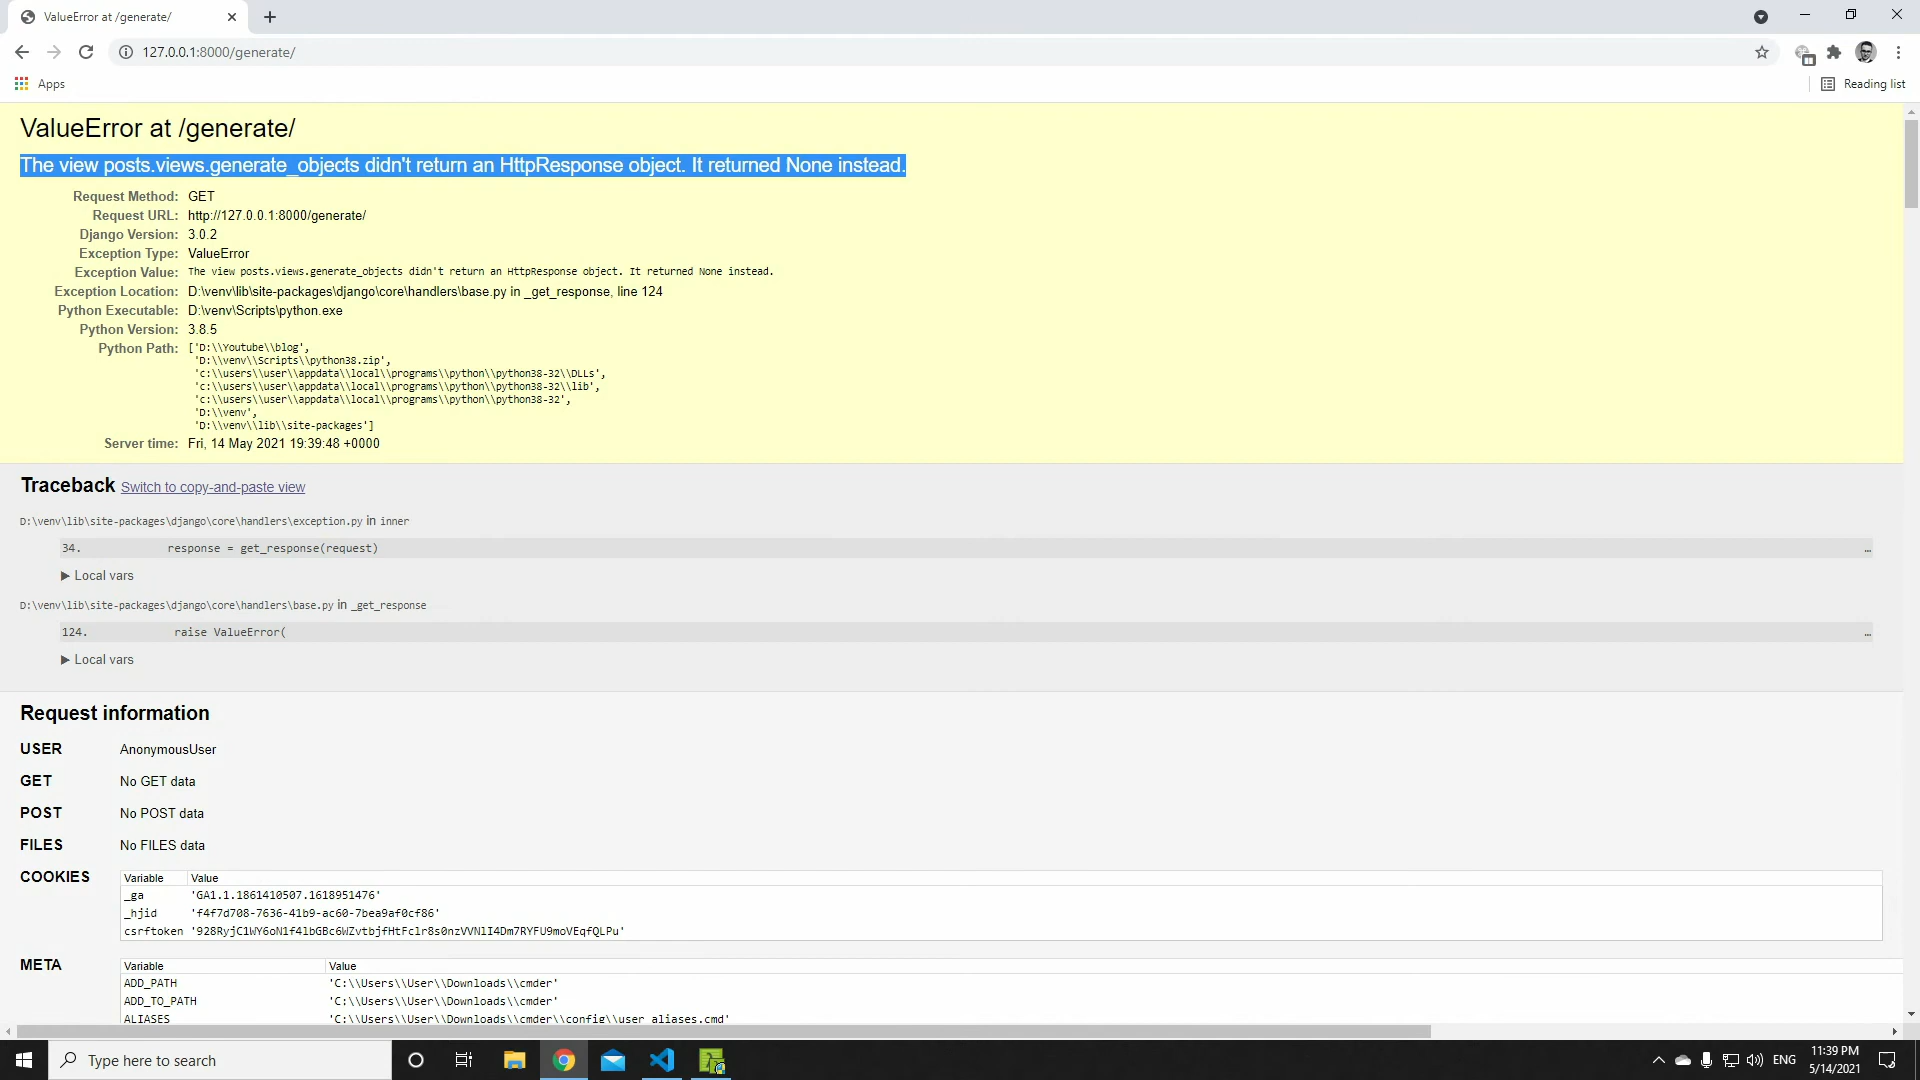 ValueError at /generate/
127.0.0.1:8000/generate/
Apps
Reading list
ValueError at /generate/
The view posts.views.generate_objects didn't return an HttpResponse object. It returned None instead.
Request Method: GET
Request URL: http://127.0.0.1:8000/generate/
Django Version: 3.0.2
Exception Type: ValueError
Exception Value: The view posts.views.generate_objects didn't return an HttpResponse object. It returned None instead.
Exception Location: D:\venv\lib\site-packages\django\core\handlers\base.py in _get_response, line 124
Python Executable: D:\venv\Scripts\python.exe
Python Version: 3.8.5
Python Path: ['D:\\Youtube\\blog',
'D:\\venv\\Scripts\\python38.zip',
'c:\\users\\user\\appdata\\local\\programs\\python\\python38-32\\DLLs',
'c:\\users\\user\\appdata\\local\\programs\\python\\python38-32\\lib',
'c:\\users\\user\\appdata\\local\\programs\\python\\python38-32',
'D:\\venv',
'D:\\venv\\lib\\site-packages']
Server time: Fri, 14 May 2021 19:39:48 +0000
Traceback Switch to copy-and-paste view
D:\venv\lib\site-packages\django\core\handlers\exception.py in inner
34. response = get_response(request) …
▶ Local vars
D:\venv\lib\site-packages\django\core\handlers\base.py in _get_response
124. raise ValueError( …
▶ Local vars
Request information
USER AnonymousUser
GET No GET data
POST No POST data
FILES No FILES data
COOKIES Variable Value
_ga 'GA1.1.1861410507.1618951476'
_hjid 'f4f7d708-7636-41b9-ac60-7bea9af0cf86'
csrftoken '928RyjC1WY6oN1f4lbGBc6WZvtbjfHtFclr8s0nzVVNlI4Dm7RYFU9moVEqfQLPu'
META Variable Value
ADD_PATH 'C:\\Users\\User\\Downloads\\cmder'
ADD_TO_PATH 'C:\\Users\\User\\Downloads\\cmder'
ALIASES 'C:\\Users\\User\\Downloads\\cmder\\config\\user_aliases.cmd'
Type here to search
ENG
11:39 PM
5/14/2021